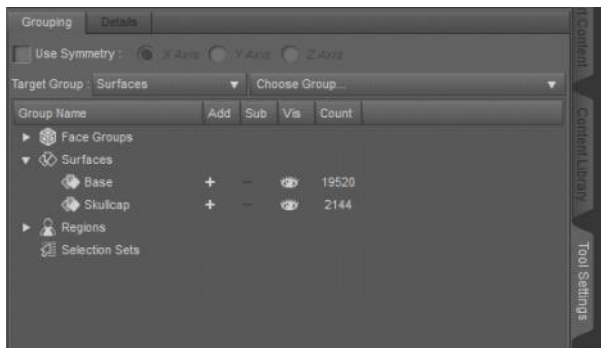 Grouping Details
Use Symmetry : X Axis Y Axis Z Axis
Target Group : Surfaces Choose Group...
Group Name Add Sub Vis Count
Face Groups
Surfaces
Base + − 19520
Skullcap + − 2144
Regions
Selection Sets
Content
Content Library
Tool Settings